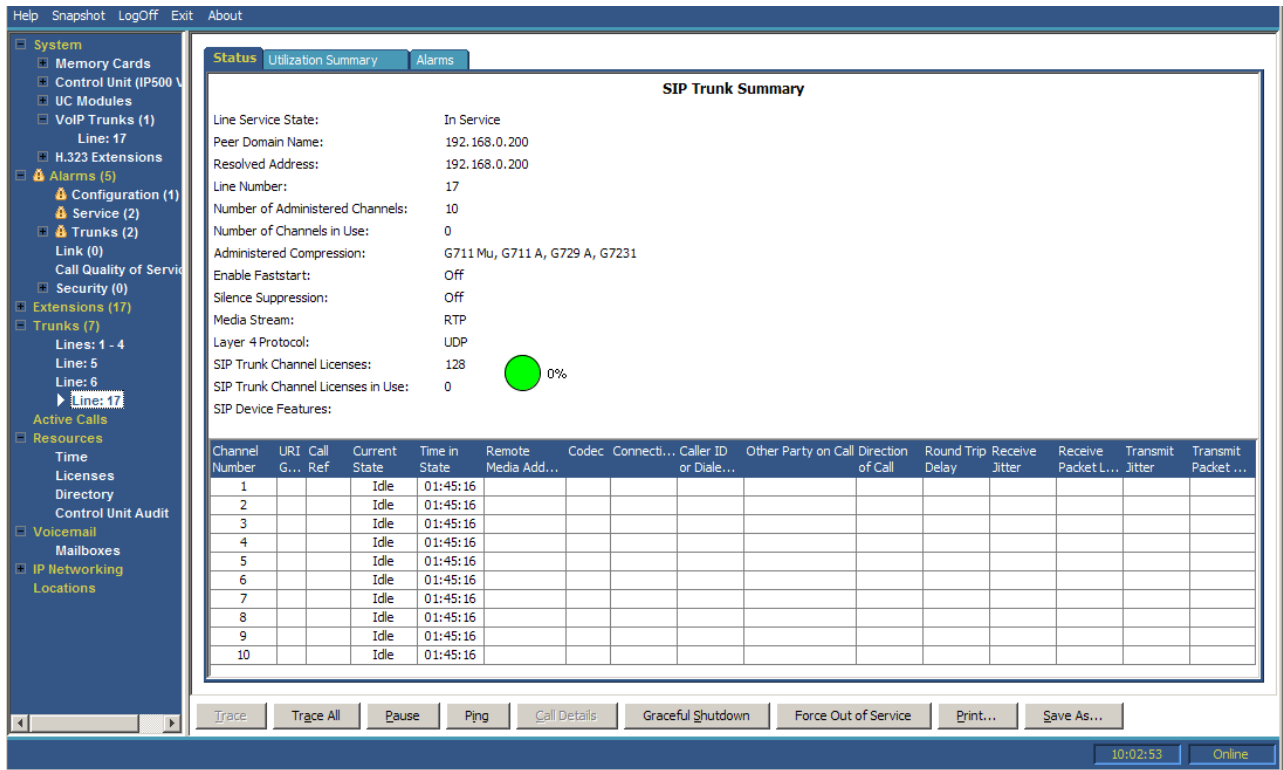 Help Snapshot LogOff Exit About
System
Memory Cards
Control Unit (IP500 V
UC Modules
VoIP Trunks (1)
Line: 17
H.323 Extensions
Alarms (5)
Configuration (1)
Service (2)
Trunks (2)
Link (0)
Call Quality of Servic
Security (0)
Extensions (17)
Trunks (7)
Lines: 1 - 4
Line: 5
Line: 6
Line: 17
Active Calls
Resources
Time
Licenses
Directory
Control Unit Audit
Voicemail
Mailboxes
IP Networking
Locations
Status Utilization Summary Alarms
SIP Trunk Summary
Line Service State: In Service
Peer Domain Name: 192.168.0.200
Resolved Address: 192.168.0.200
Line Number: 17
Number of Administered Channels: 10
Number of Channels in Use: 0
Administered Compression: G711 Mu, G711 A, G729 A, G7231
Enable Faststart: Off
Silence Suppression: Off
Media Stream: RTP
Layer 4 Protocol: UDP
SIP Trunk Channel Licenses: 128
0%
SIP Trunk Channel Licenses in Use: 0
SIP Device Features:
Channel URI Call Current Time in Remote Codec Connecti... Caller ID Other Party on Call Direction Round Trip Receive Receive Transmit Transmit
Number G... Ref State State Media Add... or Diale... of Call Delay Jitter Packet L... Jitter Packet ...
1 Idle 01:45:16
2 Idle 01:45:16
3 Idle 01:45:16
4 Idle 01:45:16
5 Idle 01:45:16
6 Idle 01:45:16
7 Idle 01:45:16
8 Idle 01:45:16
9 Idle 01:45:16
10 Idle 01:45:16
Trace Trace All Pause Ping Call Details Graceful Shutdown Force Out of Service Print... Save As...
10:02:53 Online